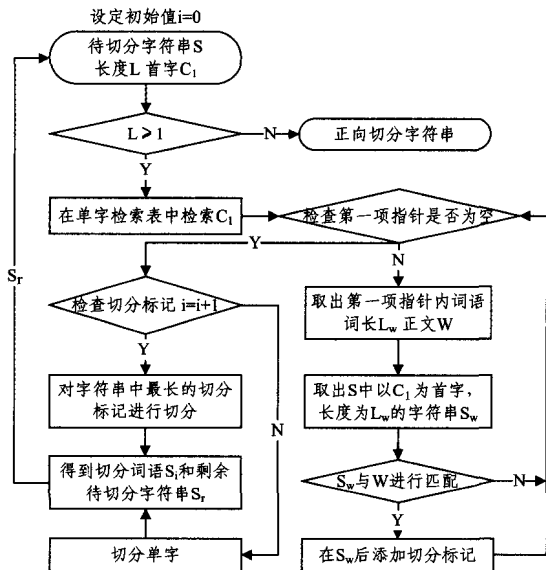 设定初始值i=0
待切分字符串S
长度L 首字C₁
L≥1
N
正向切分字符串
Y
在单字检索表中检索C₁
检查第一项指针是否为空
Y
N
Sᵣ
检查切分标记 i=i+1
取出第一项指针内词语
词长L_w 正文W
Y
对字符串中最长的切分
标记进行切分
取出S中以C₁为首字,
长度为L_w的字符串S_w
N
得到切分词语Sᵢ和剩余
待切分字符串Sᵣ
S_w与W进行匹配
N
Y
切分单字
在S_w后添加切分标记